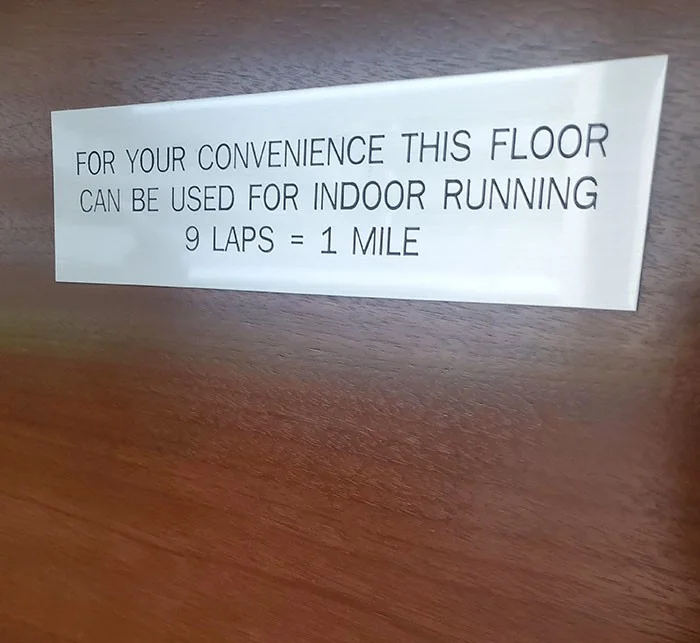 FOR YOUR CONVENIENCE THIS FLOOR
CAN BE USED FOR INDOOR RUNNING
9 LAPS = 1 MILE